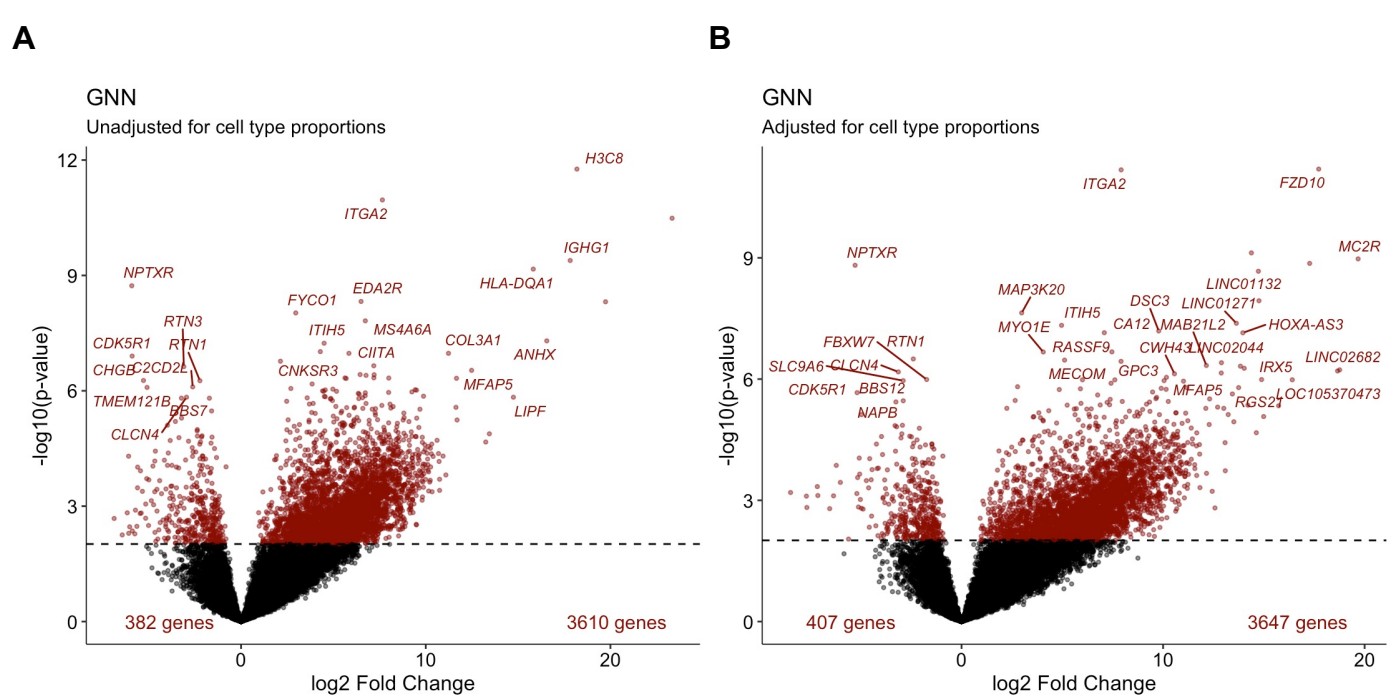 A
GNN
Unadjusted for cell type proportions
12
9
6
3
0
-log10(p-value)
H3C8
ITGA2
IGHG1
NPTXR
HLA-DQA1
EDA2R
FYCO1
RTN3
ITIH5
MS4A6A
CDK5R1
RTN1
COL3A1
ANHX
CIITA
CHGB
C2CD2L
CNKSR3
MFAP5
TMEM121B
BBS7
LIPF
CLCN4
382 genes
3610 genes
0
10
20
log2 Fold Change
B
GNN
Adjusted for cell type proportions
9
6
3
0
-log10(p-value)
ITGA2
FZD10
NPTXR
MC2R
LINC01132
MAP3K20
DSC3
LINC01271
ITIH5
MYO1E
CA12
MAB21L2
HOXA-AS3
FBXW7
RTN1
RASSF9
CWH43
LINC02044
LINC02682
SLC9A6
CLCN4
MECOM
GPC3
IRX5
CDK5R1
BBS12
MFAP5
LOC105370473
RGS21
NAPB
407 genes
3647 genes
0
10
20
log2 Fold Change